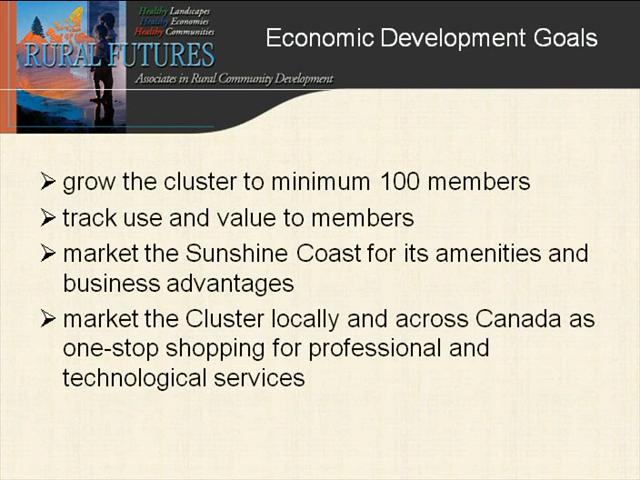 Healthy Landscapes
Healthy Economies
Healthy Communities
RURAL FUTURES
Associates in Rural Community Development
Economic Development Goals
➢ grow the cluster to minimum 100 members
➢ track use and value to members
➢ market the Sunshine Coast for its amenities and
business advantages
➢ market the Cluster locally and across Canada as
one-stop shopping for professional and
technological services